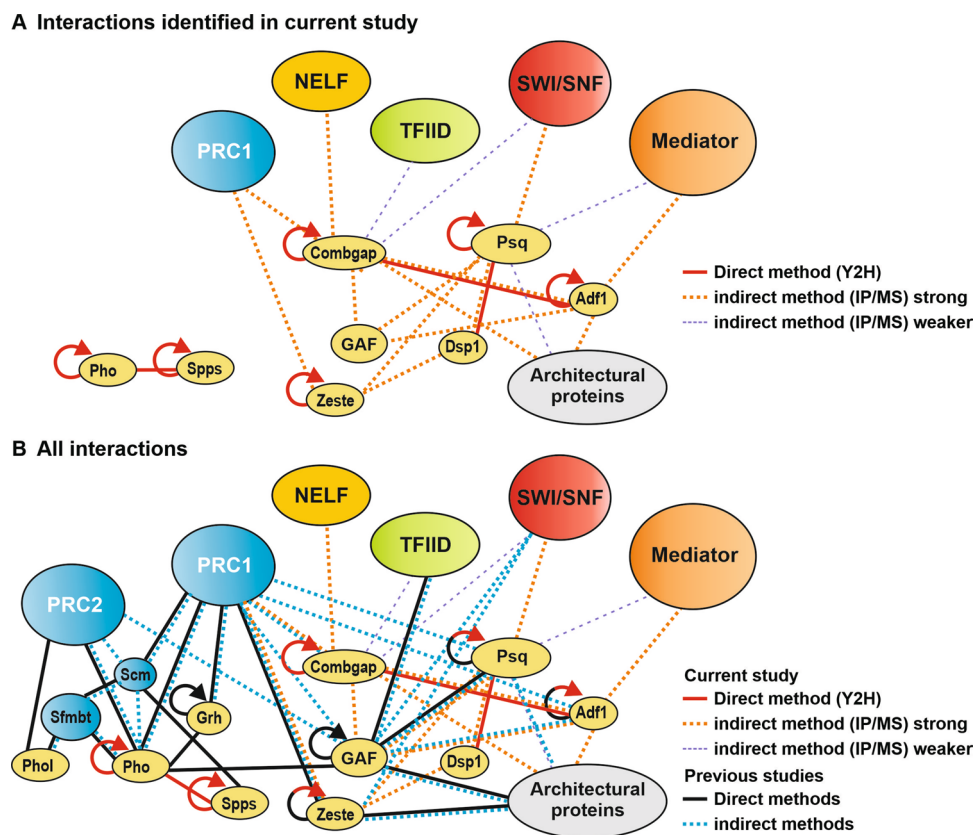 A Interactions identified in current study
NELF
SWI/SNF
TFIID
Mediator
PRC1
Combgap
Psq
Adf1
GAF
Dsp1
Pho
Spps
Zeste
Architectural
proteins
Direct method (Y2H)
indirect method (IP/MS) strong
indirect method (IP/MS) weaker
B All interactions
NELF
SWI/SNF
TFIID
Mediator
PRC1
PRC2
Combgap
Psq
Scm
Adf1
Sfmbt
Grh
GAF
Dsp1
Phol
Pho
Spps
Zeste
Architectural
proteins
Current study
Direct method (Y2H)
indirect method (IP/MS) strong
indirect method (IP/MS) weaker
Previous studies
Direct methods
indirect methods